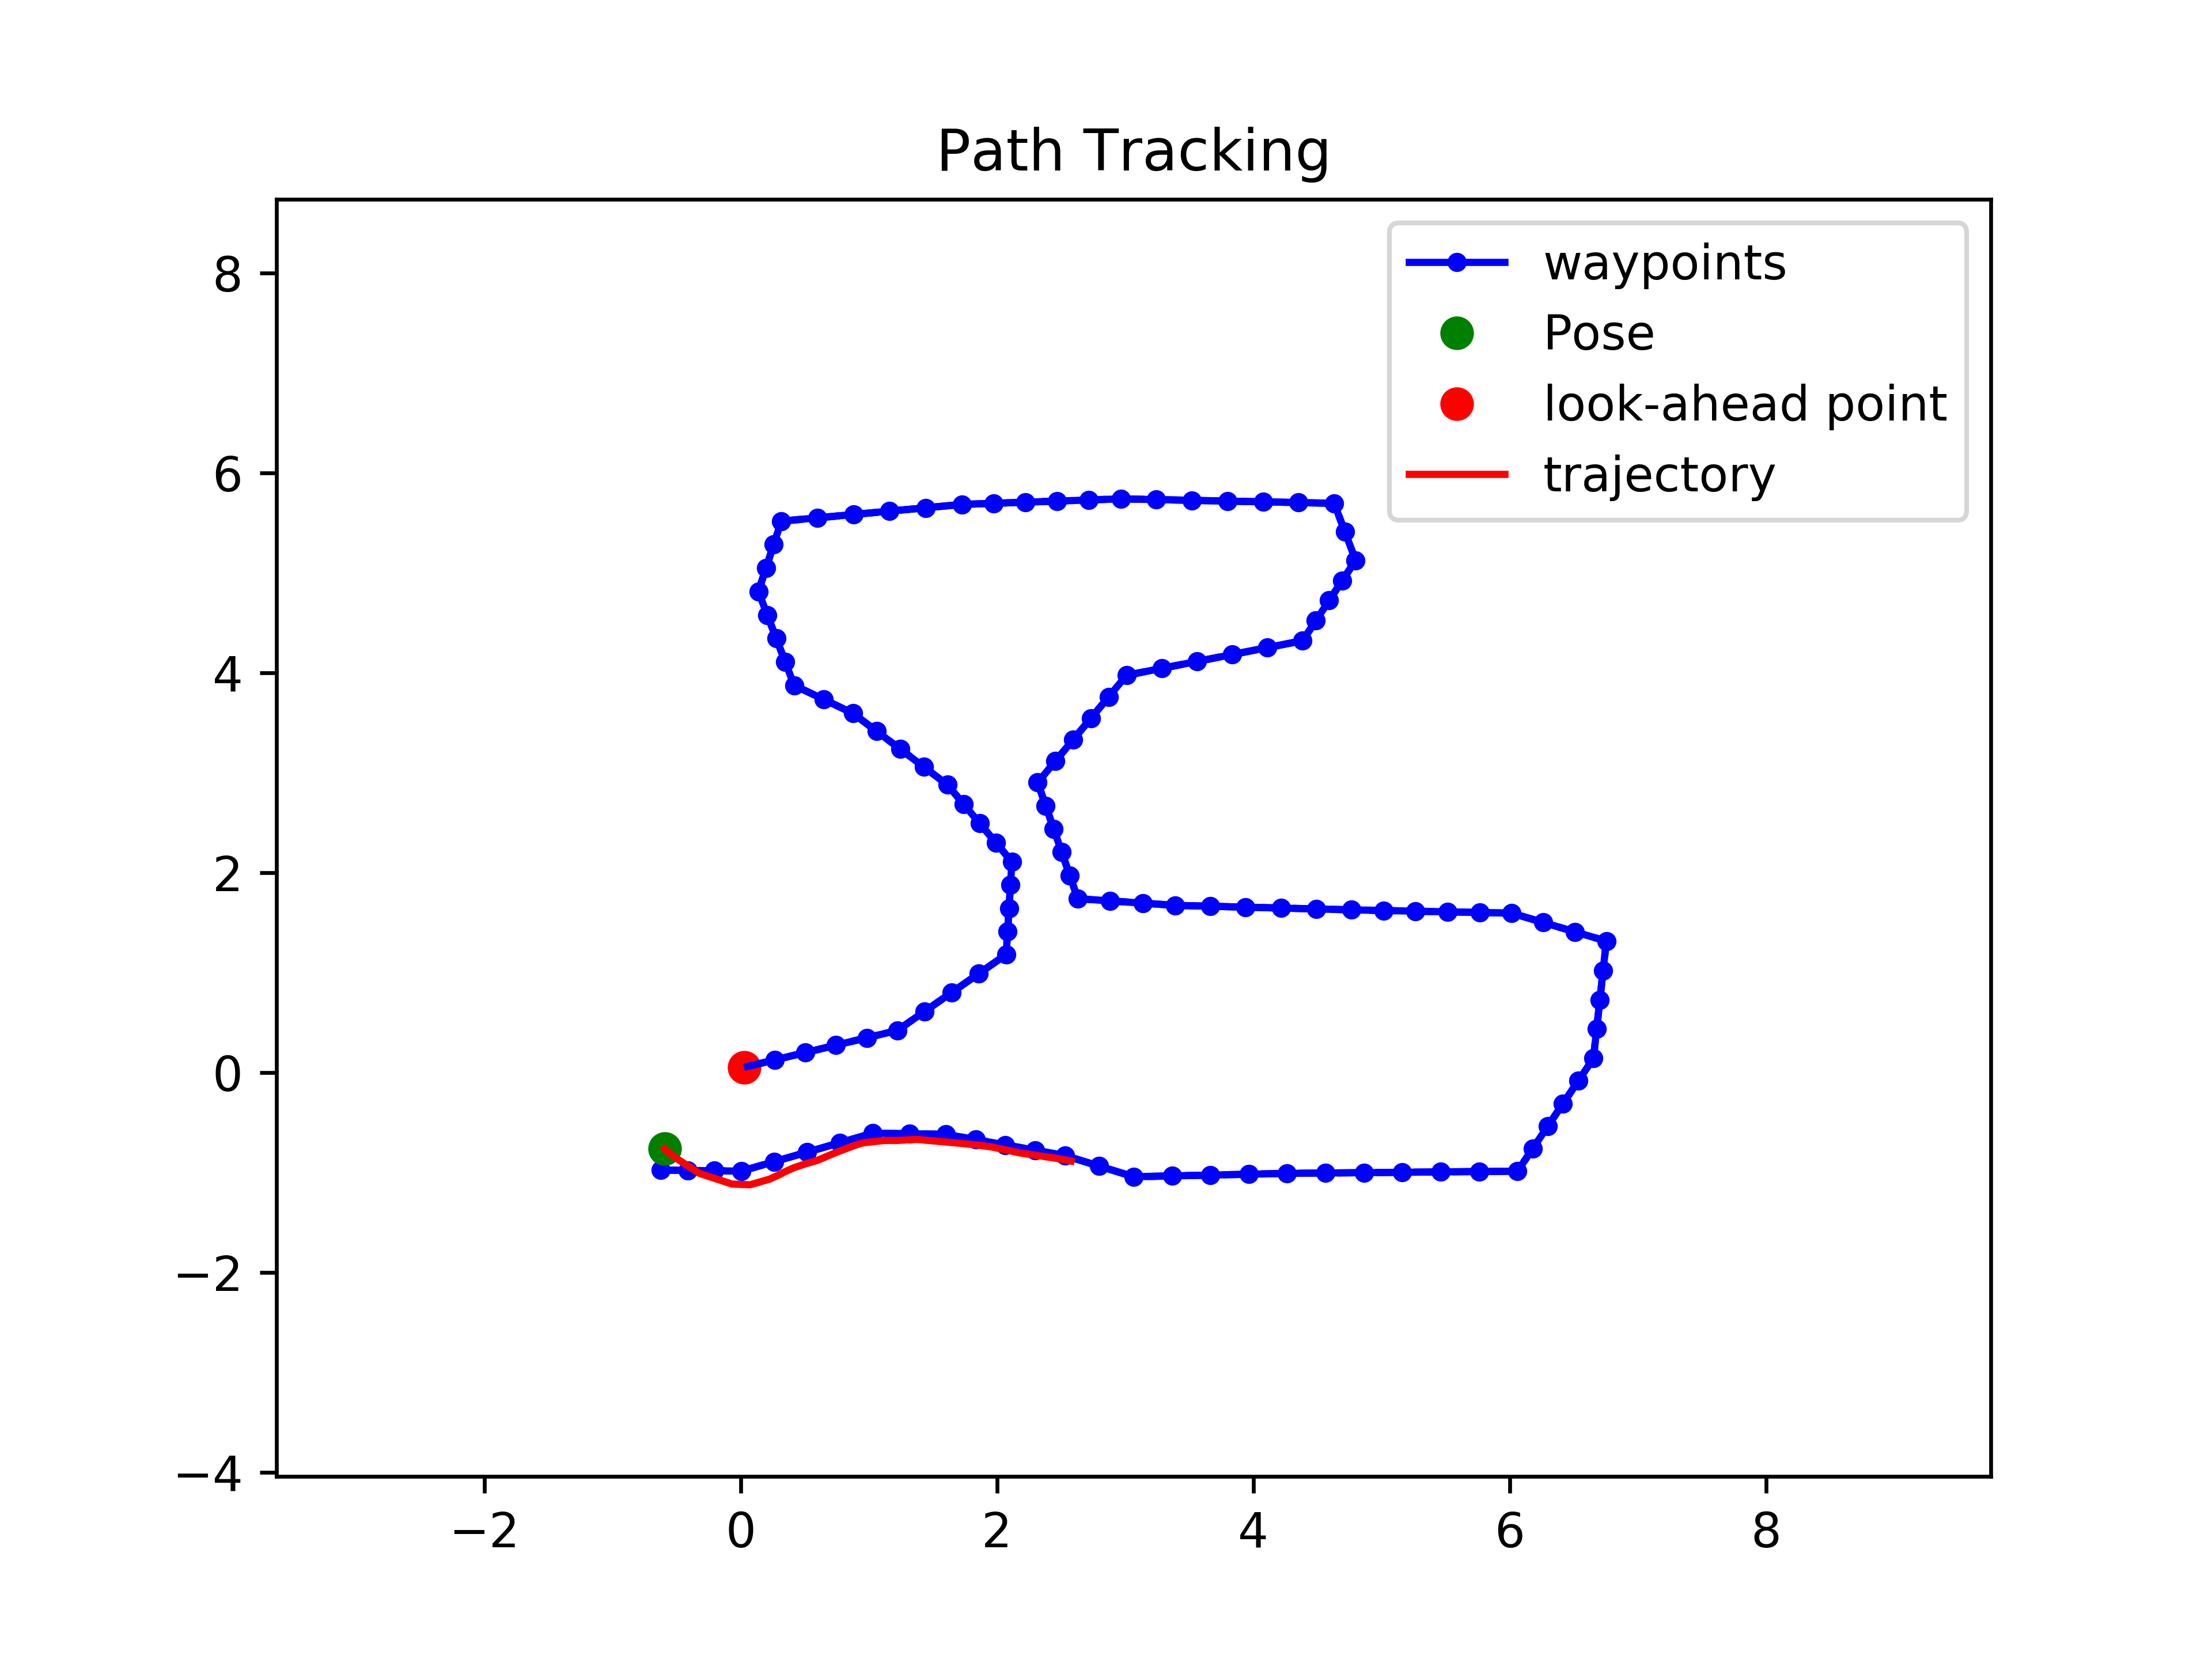 Path Tracking
waypoints
Pose
look-ahead point
trajectory
8
6
4
2
0
−2
−4
−2 0 2 4 6 8